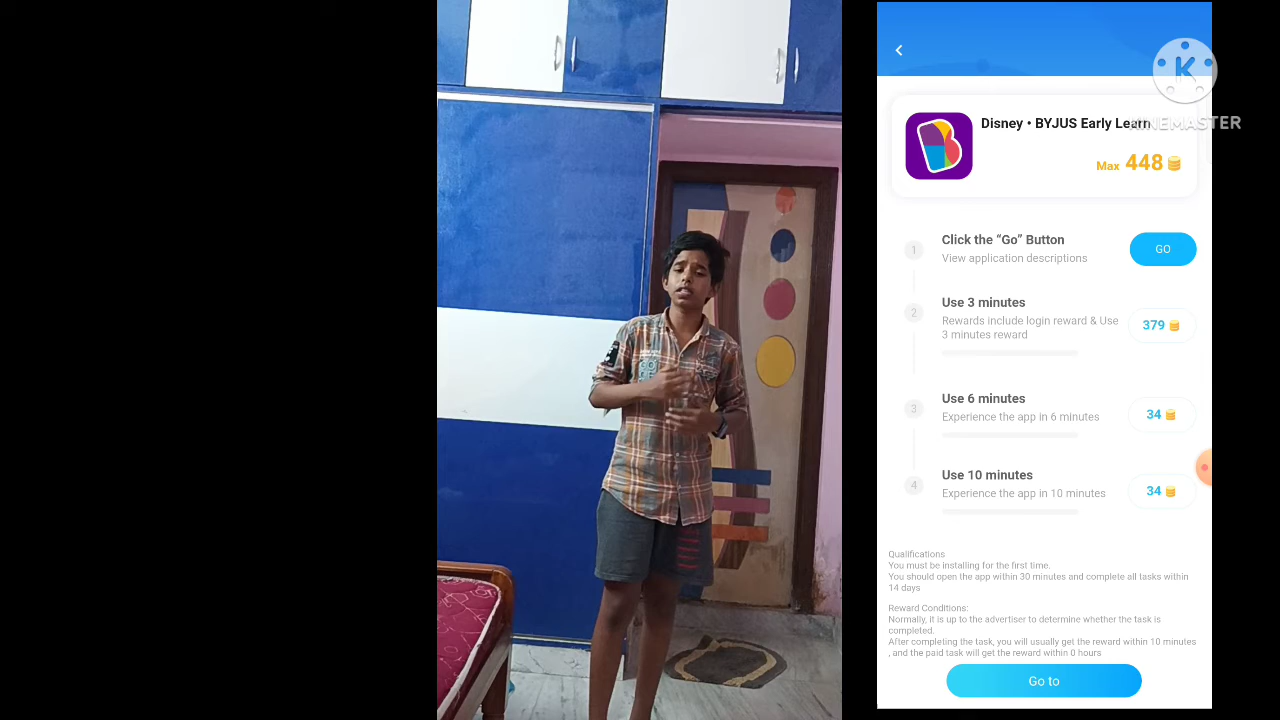 KINEMASTER
Disney • BYJUS Early Learn
Max 448
1
Click the “Go” Button
View application descriptions
GO
2
Use 3 minutes
Rewards include login reward & Use
3 minutes reward
379
3
Use 6 minutes
Experience the app in 6 minutes
34
4
Use 10 minutes
Experience the app in 10 minutes
34
Qualifications
You must be installing for the first time.
You should open the app within 30 minutes and complete all tasks within
14 days
Reward Conditions:
Normally, it is up to the advertiser to determine whether the task is
completed.
After completing the task, you will usually get the reward within 10 minutes
, and the paid task will get the reward within 0 hours
Go to